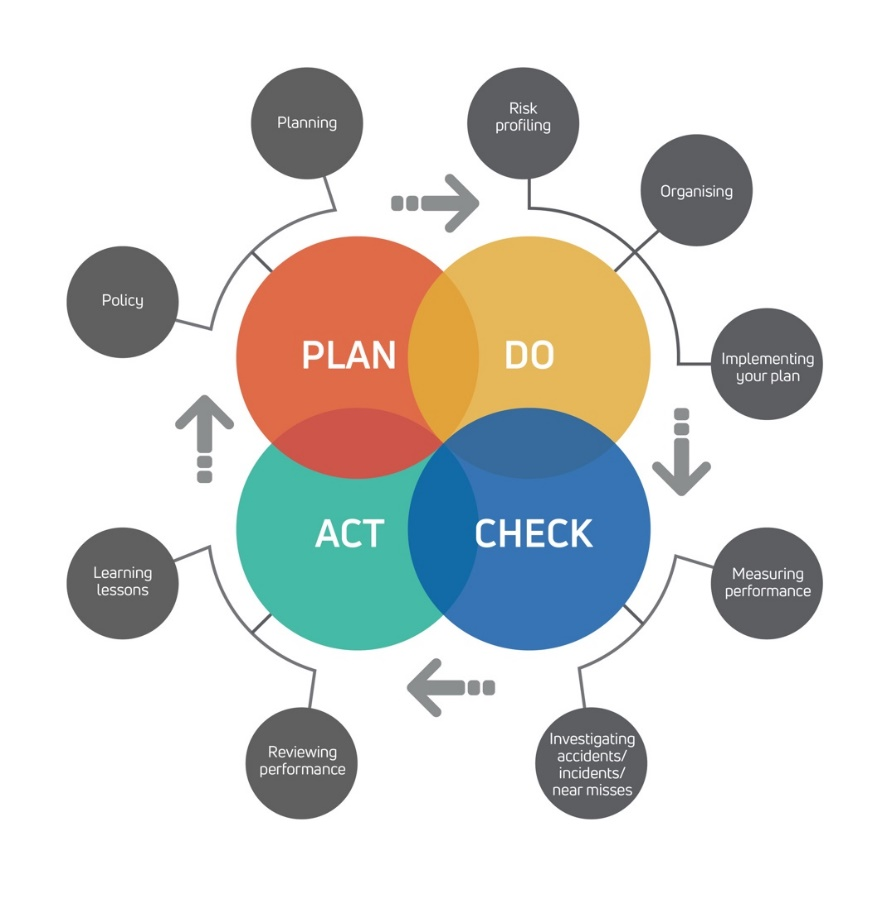 Planning
Risk
profiling
Organising
Policy
PLAN
DO
Implementing
your plan
ACT
CHECK
Learning
lessons
Measuring
performance
Reviewing
performance
Investigating
accidents/
incidents/
near misses